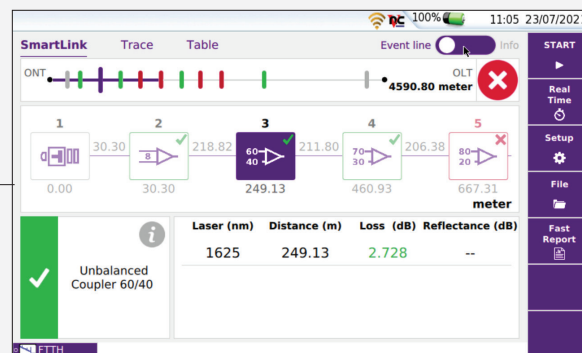 100% 11:05 23/07/202
SmartLink Trace Table Event line Info
START
ONT OLT
4590.80 meter
Real
Time
1 2 3 4 5
Setup
30.30 218.82 211.80 206.38
8 60 40 70 30 80 20
0.00 30.30 249.13 460.93 667.31
meter
File
Fast
Report
Laser (nm) Distance (m) Loss (dB) Reflectance (dB)
1625 249.13 2.728 --
i
Unbalanced
Coupler 60/40
FTTH